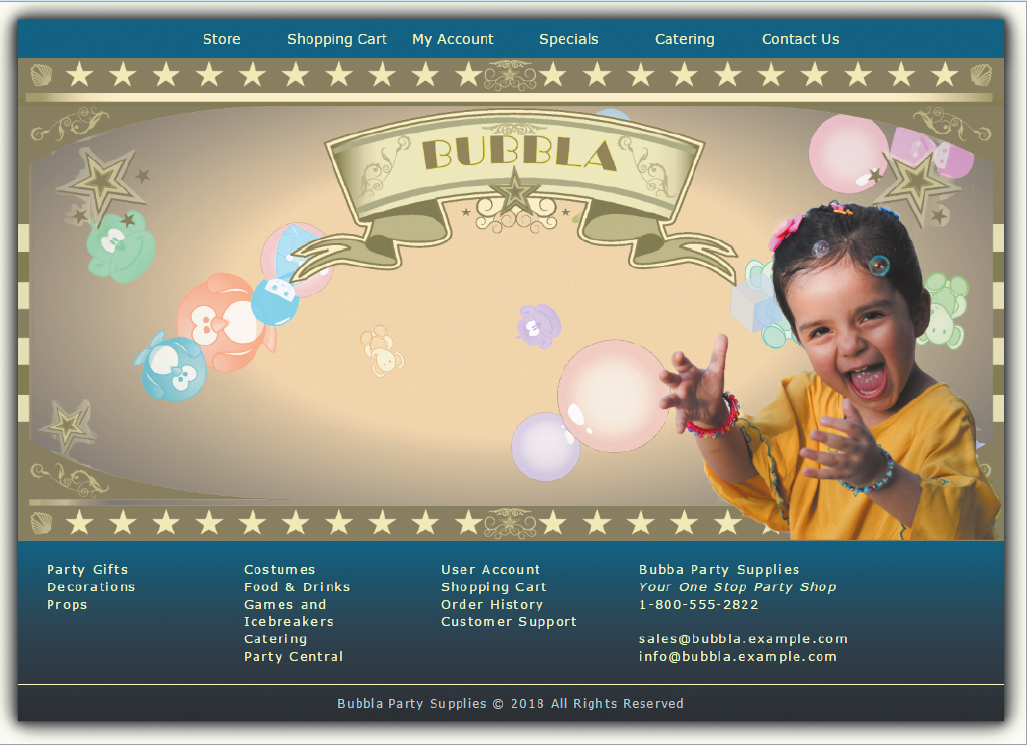 Store Shopping Cart My Account Specials Catering Contact Us
BUBBLA
Party Gifts
Decorations
Props
Costumes
Food & Drinks
Games and
Icebreakers
Catering
Party Central
User Account
Shopping Cart
Order History
Customer Support
Bubba Party Supplies
Your One Stop Party Shop
1-800-555-2822
sales@bubbla.example.com
info@bubbla.example.com
Bubbla Party Supplies © 2018 All Rights Reserved